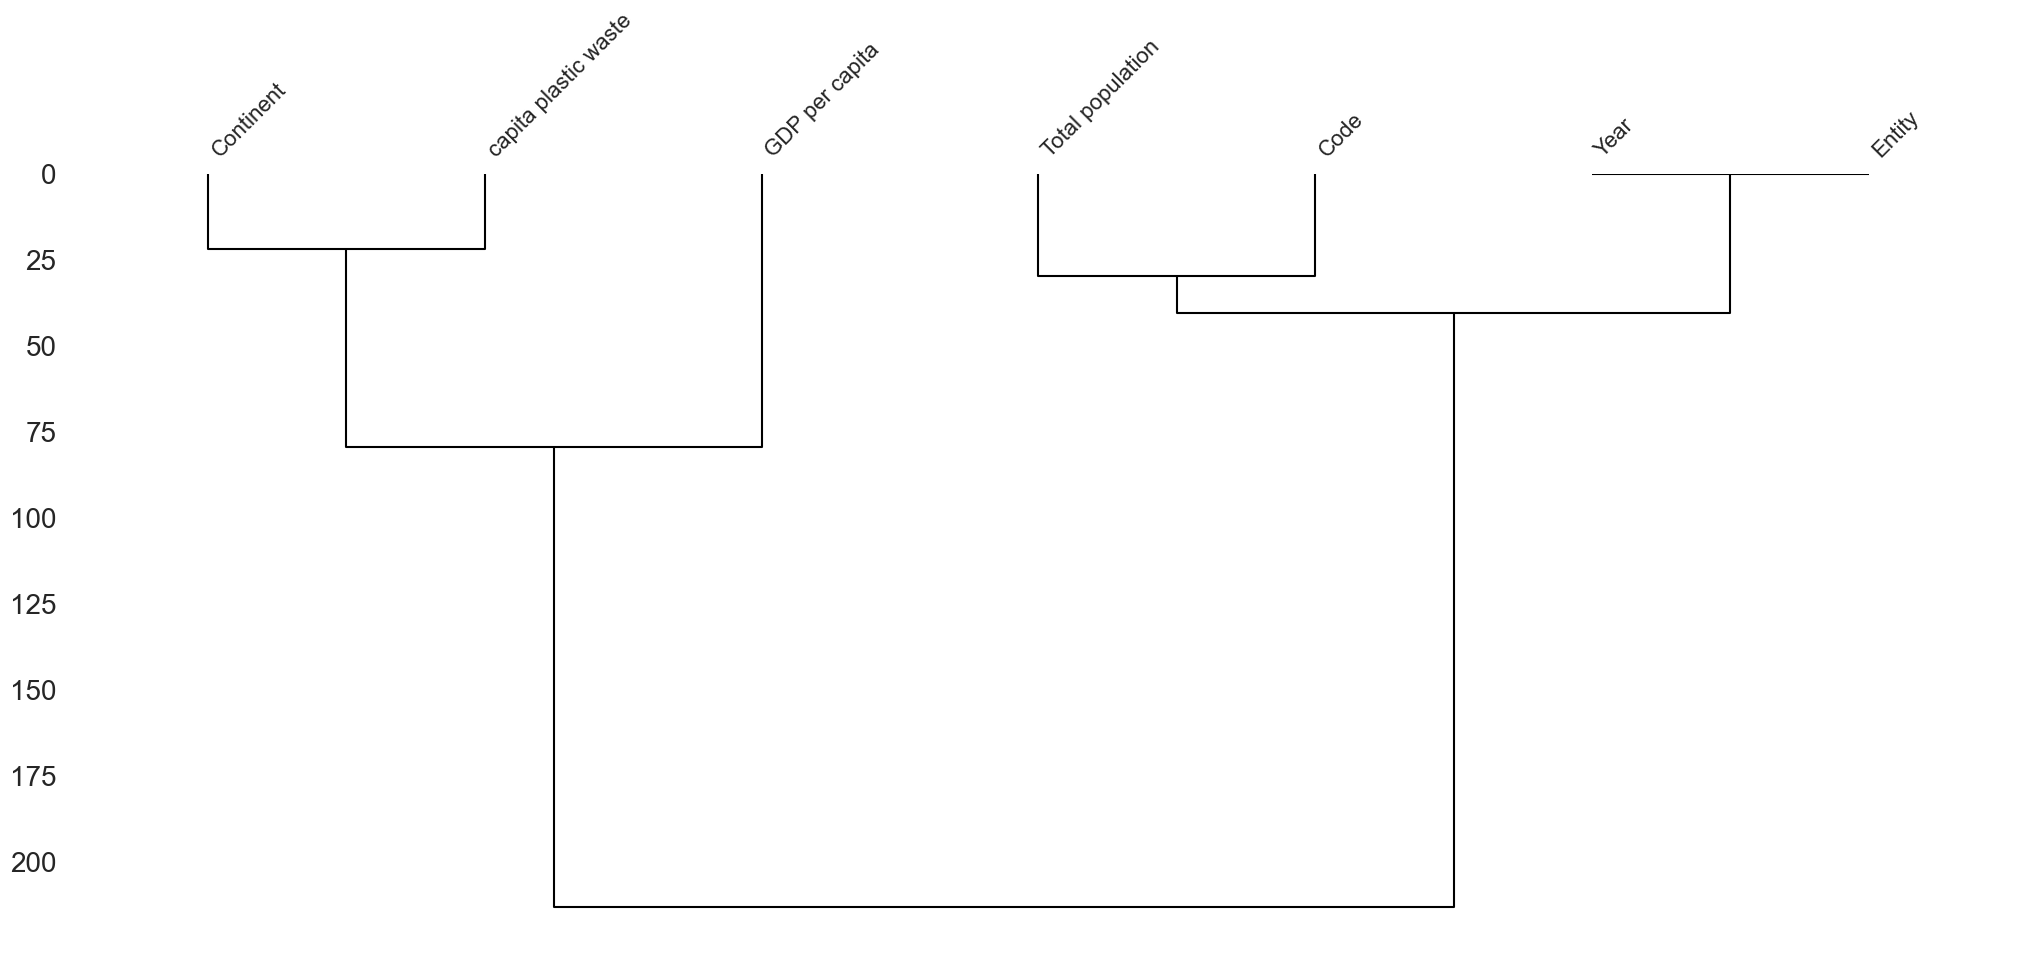 Continent
capita plastic waste
GDP per capita
Total population
Code
Year
Entity
0
25
50
75
100
125
150
175
200